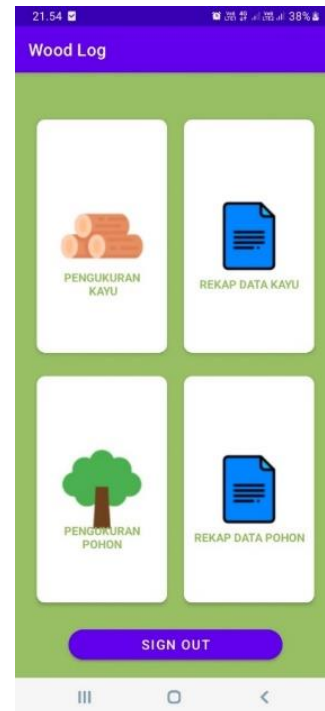 21.54 38%
Wood Log
PENGUKURAN
KAYU
REKAP DATA KAYU
PENGUKURAN
POHON
REKAP DATA POHON
SIGN OUT